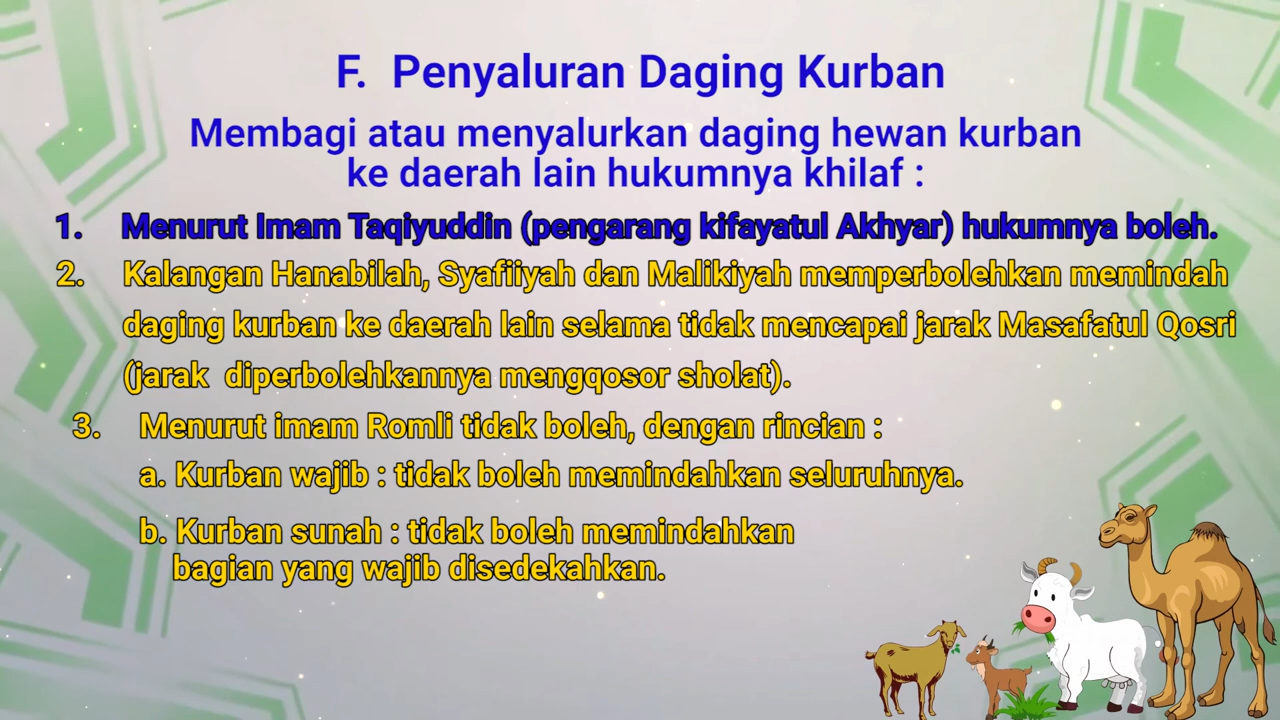 F. Penyaluran Daging Kurban
Membagi atau menyalurkan daging hewan kurban
ke daerah lain hukumnya khilaf :
1. Menurut Imam Taqiyuddin (pengarang kifayatul Akhyar) hukumnya boleh.
2. Kalangan Hanabilah, Syafiiyah dan Malikiyah memperbolehkan memindah
daging kurban ke daerah lain selama tidak mencapai jarak Masafatul Qosri
(jarak diperbolehkannya mengqosor sholat).
3. Menurut imam Romli tidak boleh, dengan rincian :
a. Kurban wajib : tidak boleh memindahkan seluruhnya.
b. Kurban sunah : tidak boleh memindahkan
bagian yang wajib disedekahkan.